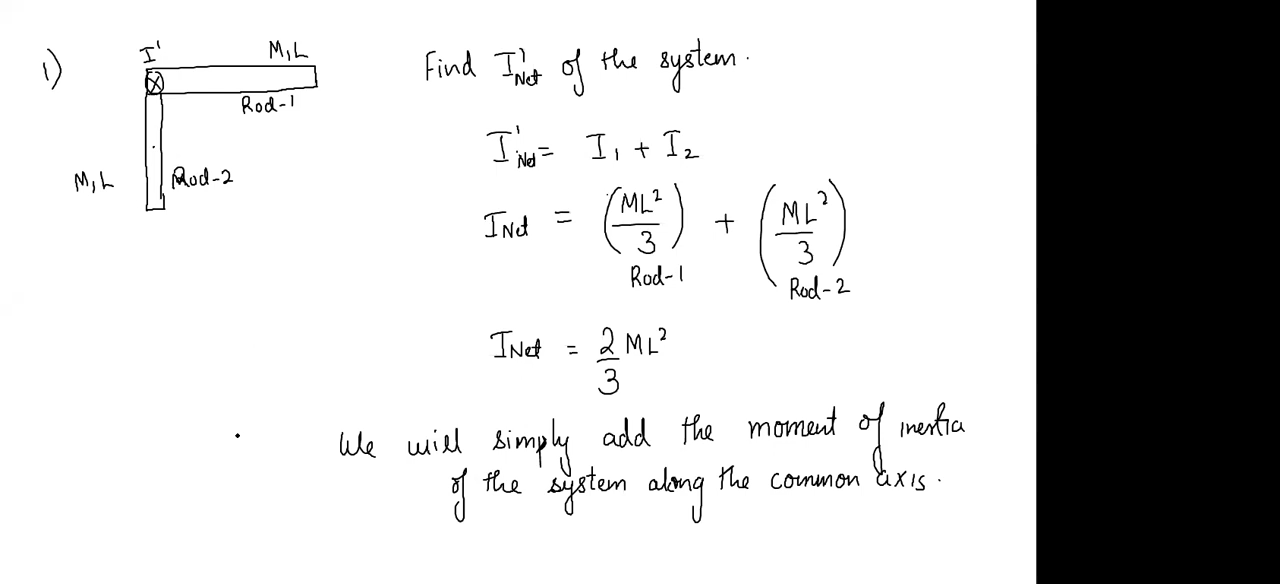 1)
I'
M,L
Rod-1
M,L
Rod-2
Find I'Net of the system.
I'Net = I₁ + I₂
INet = (ML²/3) + (ML²/3)
Rod-1
Rod-2
INet = 2/3 ML²
We will simply add the moment of inertia
of the system along the common axis.